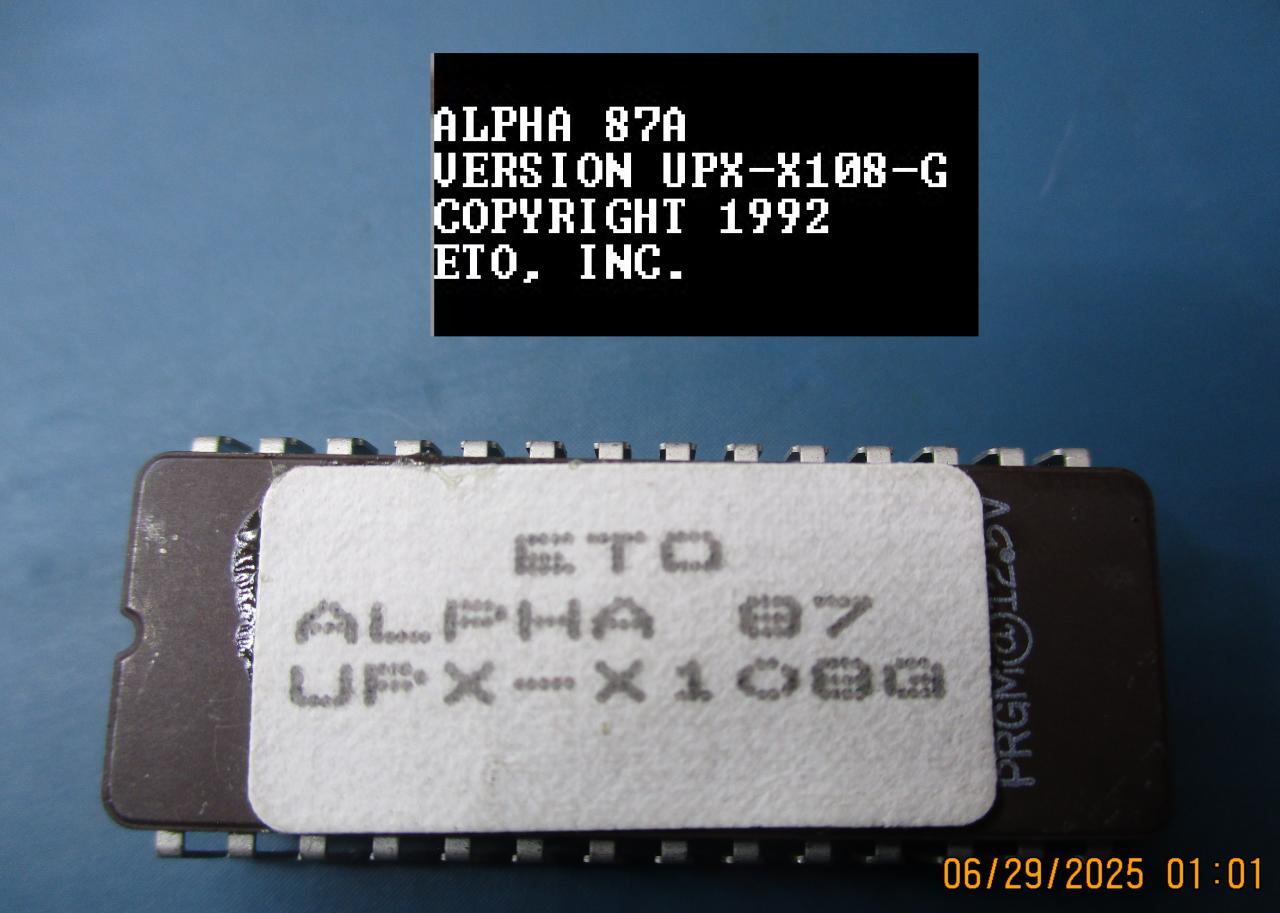 ALPHA 87A
VERSION UPX-X108-G
COPYRIGHT 1992
ETO, INC.
ETO
ALPHA 87
UPX-X108G
PRGM@12.5V
06/29/2025 01:01